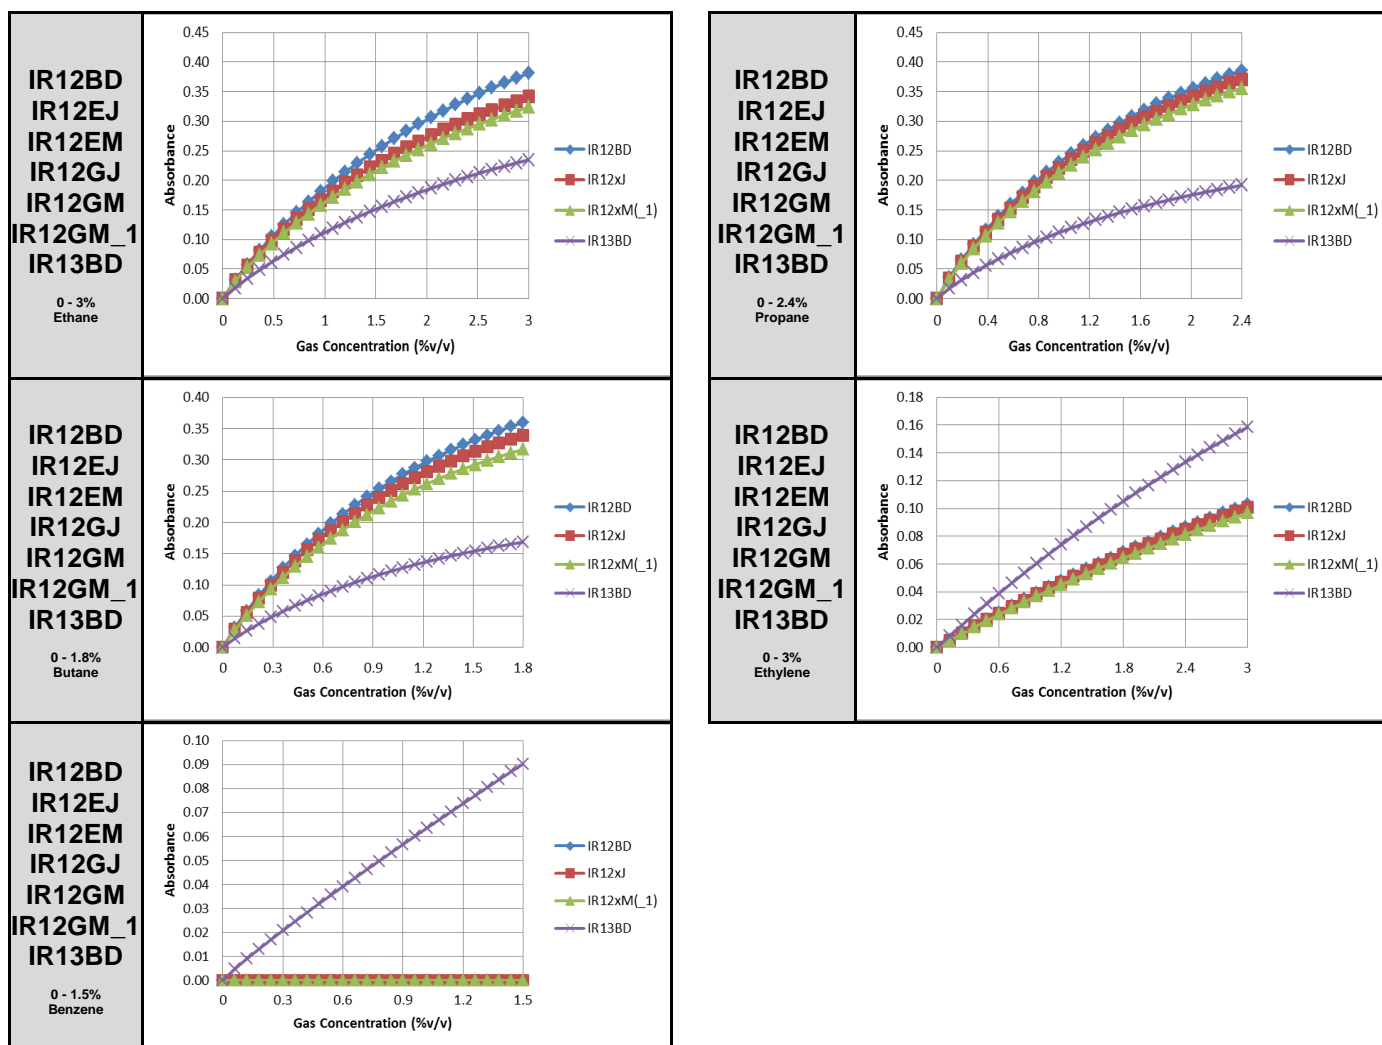 IR12BD
IR12EJ
IR12EM
IR12GJ
IR12GM
IR12GM_1
IR13BD
0 - 3%
Ethane
0.45
0.40
0.35
0.30
0.25
0.20
0.15
0.10
0.05
0.00
Absorbance
0 0.5 1 1.5 2 2.5 3
Gas Concentration (%v/v)
IR12BD
IR12xJ
IR12xM(_1)
IR13BD
IR12BD
IR12EJ
IR12EM
IR12GJ
IR12GM
IR12GM_1
IR13BD
0 - 2.4%
Propane
0.45
0.40
0.35
0.30
0.25
0.20
0.15
0.10
0.05
0.00
Absorbance
0 0.4 0.8 1.2 1.6 2 2.4
Gas Concentration (%v/v)
IR12BD
IR12xJ
IR12xM(_1)
IR13BD
IR12BD
IR12EJ
IR12EM
IR12GJ
IR12GM
IR12GM_1
IR13BD
0 - 1.8%
Butane
0.40
0.35
0.30
0.25
0.20
0.15
0.10
0.05
0.00
Absorbance
0 0.3 0.6 0.9 1.2 1.5 1.8
Gas Concentration (%v/v)
IR12BD
IR12xJ
IR12xM(_1)
IR13BD
IR12BD
IR12EJ
IR12EM
IR12GJ
IR12GM
IR12GM_1
IR13BD
0 - 3%
Ethylene
0.18
0.16
0.14
0.12
0.10
0.08
0.06
0.04
0.02
0.00
Absorbance
0 0.6 1.2 1.8 2.4 3
Gas Concentration (%v/v)
IR12BD
IR12xJ
IR12xM(_1)
IR13BD
IR12BD
IR12EJ
IR12EM
IR12GJ
IR12GM
IR12GM_1
IR13BD
0 - 1.5%
Benzene
0.10
0.09
0.08
0.07
0.06
0.05
0.04
0.03
0.02
0.01
0.00
Absorbance
0 0.3 0.6 0.9 1.2 1.5
Gas Concentration (%v/v)
IR12BD
IR12xJ
IR12xM(_1)
IR13BD